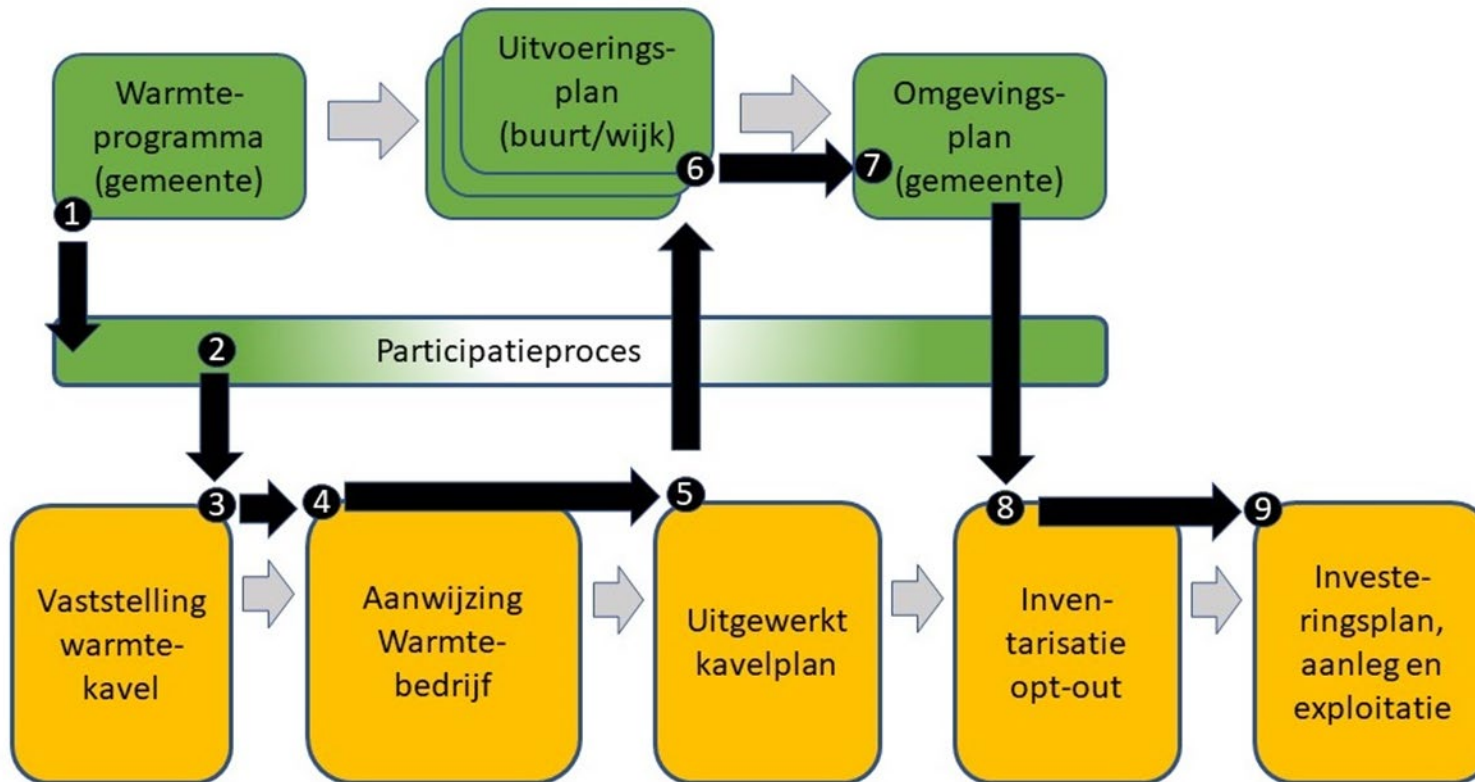 Warmte-
programma
(gemeente)
1
Uitvoerings-
plan
(buurt/wijk)
6
Omgevings-
plan
(gemeente)
7
2
Participatieproces
3
Vaststelling
warmte-
kavel
4
Aanwijzing
Warmte-
bedrijf
5
Uitgewerkt
kavelplan
8
Inven-
tarisatie
opt-out
9
Investe-
ringsplan,
aanleg en
exploitatie